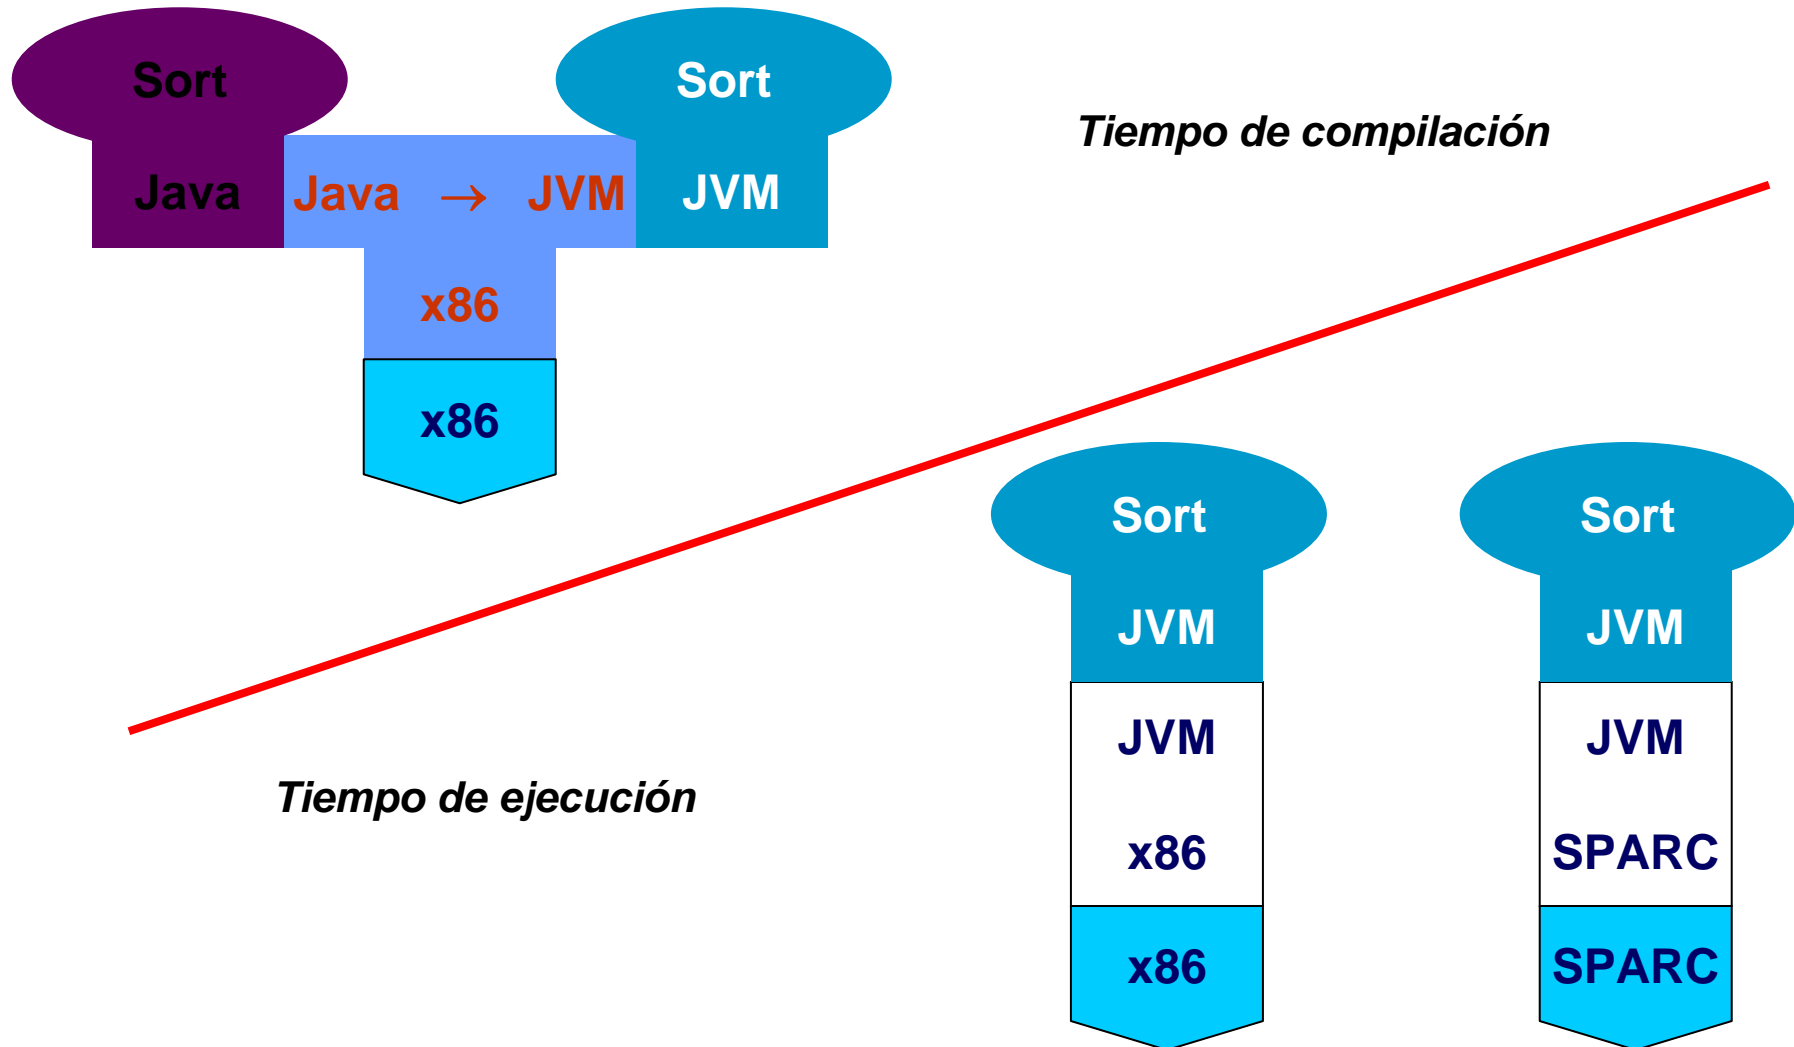 Sort Sort
Tiempo de compilación
Java Java → JVM JVM
x86
x86
Sort Sort
JVM JVM
JVM JVM
Tiempo de ejecución
x86 SPARC
x86 SPARC